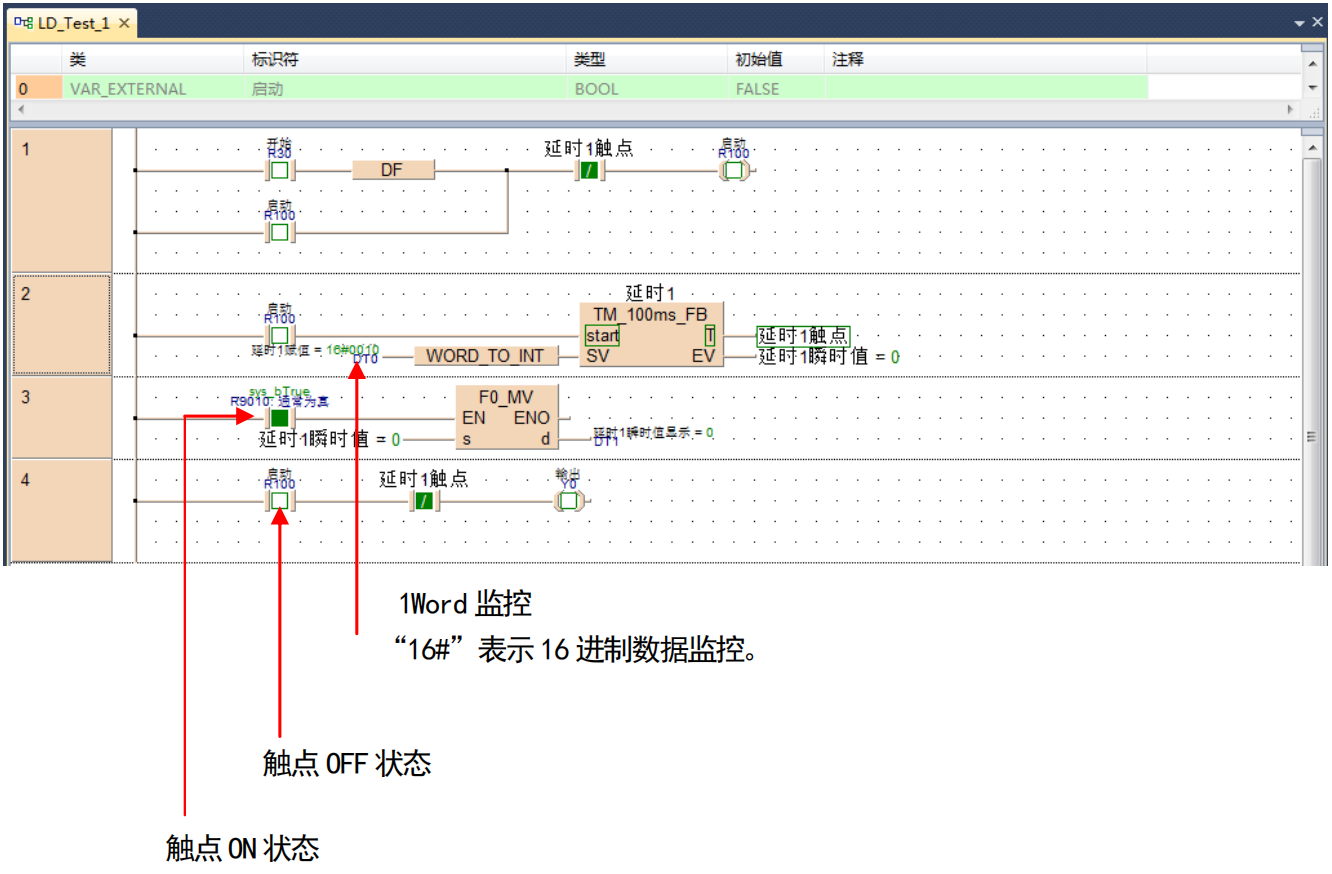 LD_Test_1
类 标识符 类型 初始值 注释
0 VAR_EXTERNAL 启动 BOOL FALSE
1
开始
R30
DF
延时1触点
启动
R100
启动
R100
2
启动
R100
延时1
TM_100ms_FB
start T
SV EV
延时1触点
延时1瞬时值 = 0
延时1赋值 = 16#0010
DT0
WORD_TO_INT
3
sys_bTrue
R9010: 通常为真
F0_MV
EN ENO
s d
延时1瞬时值 = 0
延时1瞬时值显示 = 0
DT1
4
启动
R100
延时1触点
输出
Y0
1Word 监控
“16#”表示 16 进制数据监控。
触点 OFF 状态
触点 ON 状态